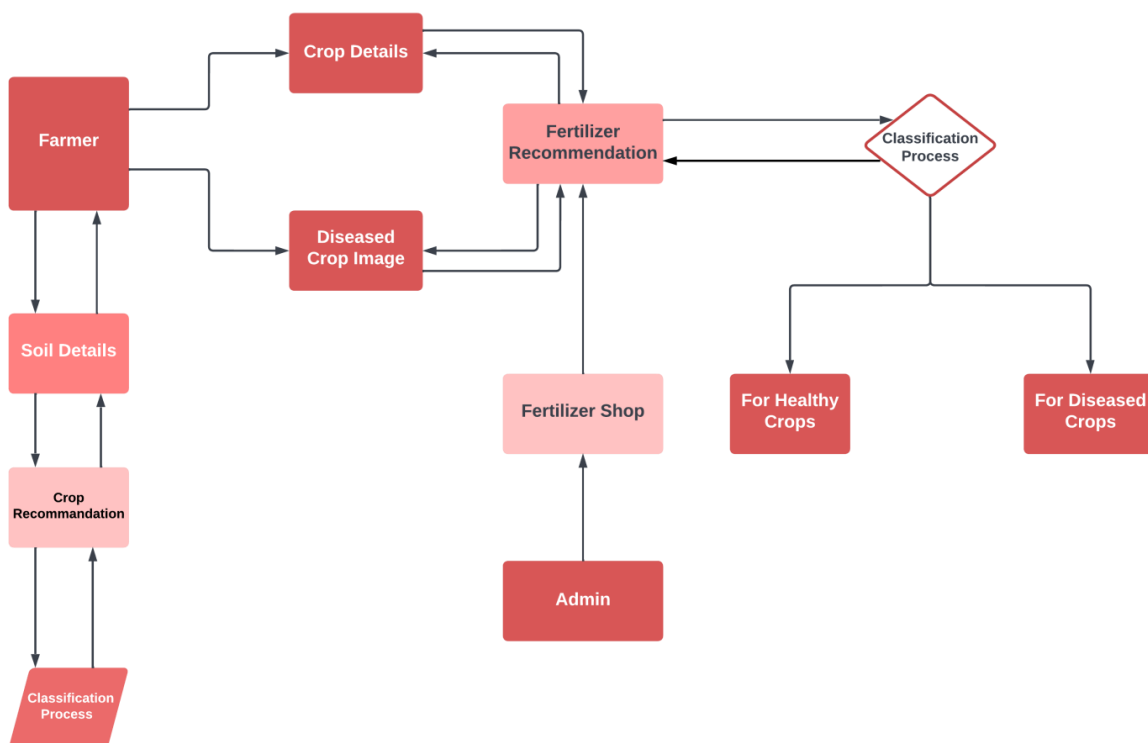 Crop Details
Farmer
Fertilizer
Recommendation
Classification
Process
Diseased
Crop Image
Soil Details
Fertilizer Shop
For Healthy
Crops
For Diseased
Crops
Crop
Recommandation
Admin
Classification
Process